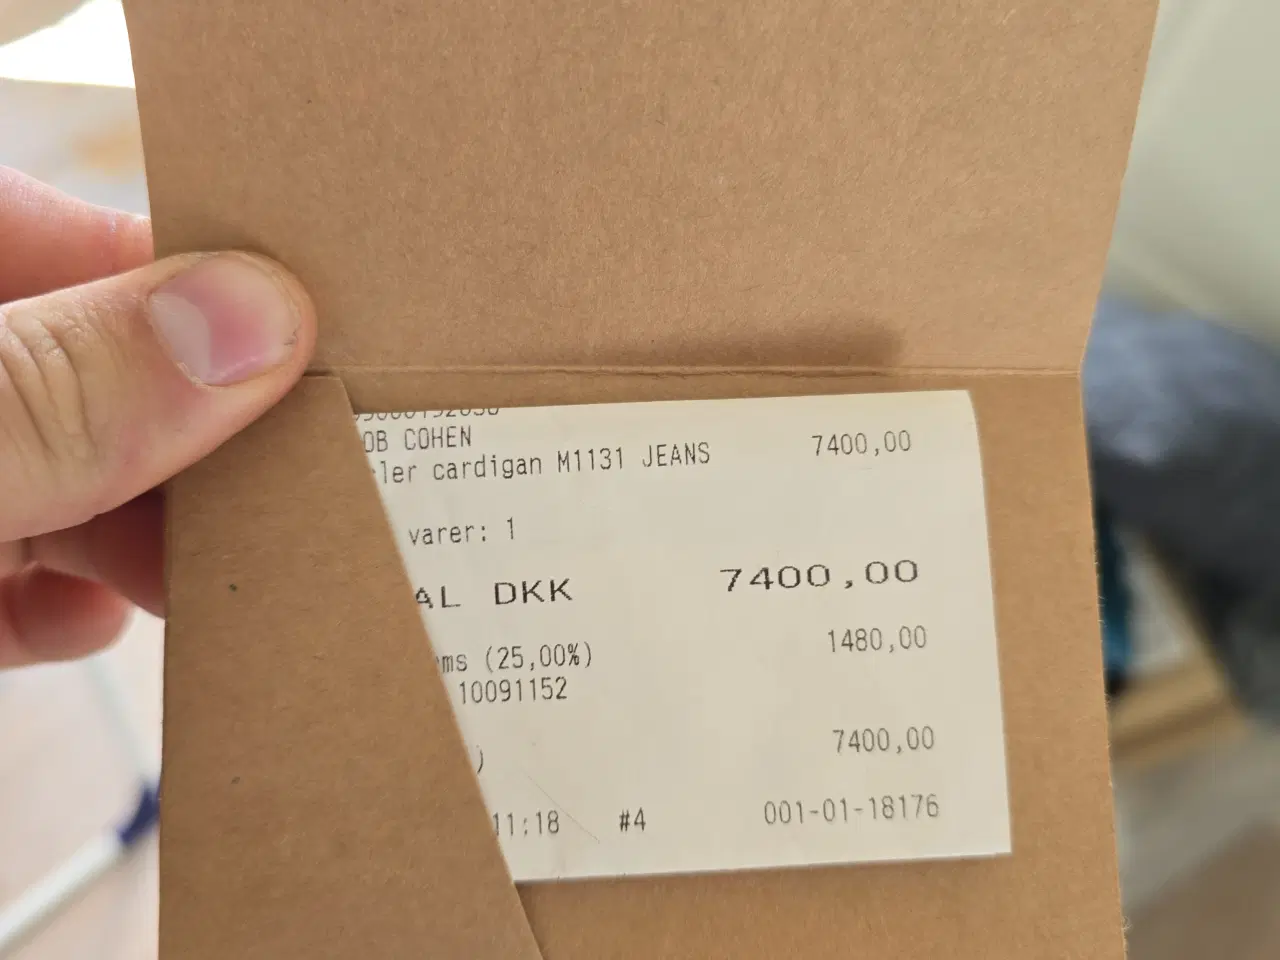 OB COHEN
ler cardigan M1131 JEANS 7400,00
varer: 1
AL DKK 7400,00
ms (25,00%) 1480,00
10091152
) 7400,00
11:18 #4 001-01-18176